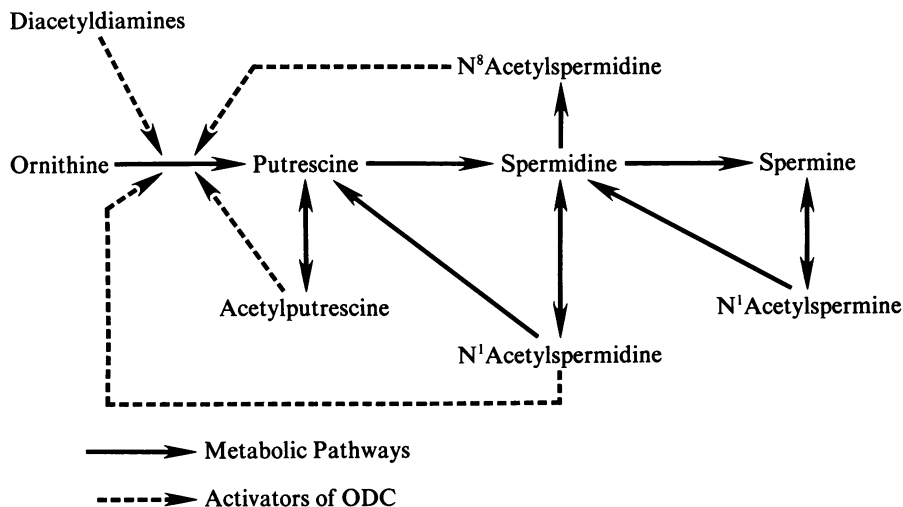 Diacetyldiamines
N⁸Acetylspermidine
Ornithine
Putrescine
Spermidine
Spermine
Acetylputrescine
N¹Acetylspermine
N¹Acetylspermidine
Metabolic Pathways
Activators of ODC